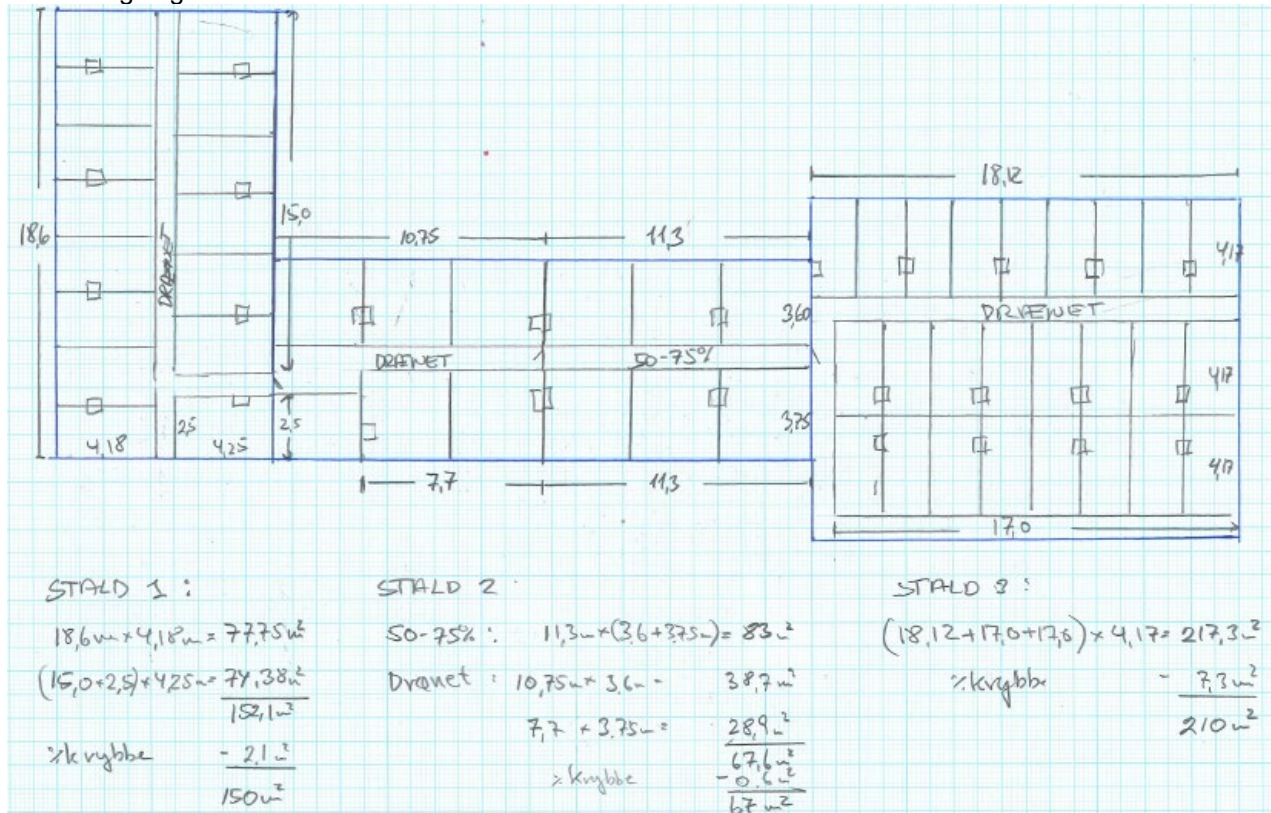 18,12
18,6
15,0
DRÆNET
10,75
11,3
4,17
3,60
DRÆNET
DRÆNET
50-75%
4,17
3,75
2,5
2,5
4,18
4,25
4,17
7,7
11,3
17,0
STALD 1 :
18,6m x 4,18m = 77,75m²
(15,0+2,5) x 4,25m = 74,38m²
152,1m²
%krybbe - 2,1m²
150m²
STALD 2
50-75% : 11,3m x (3,6+3,75m) = 83m²
Drænet : 10,75m x 3,6m = 38,7m²
7,7 x 3,75m = 28,9m²
67,6m²
% Krybbe - 0,6m²
67 m²
STALD 3 :
(18,12+17,0+17,0) x 4,17 = 217,3m²
%krybbe - 7,3m²
210m²